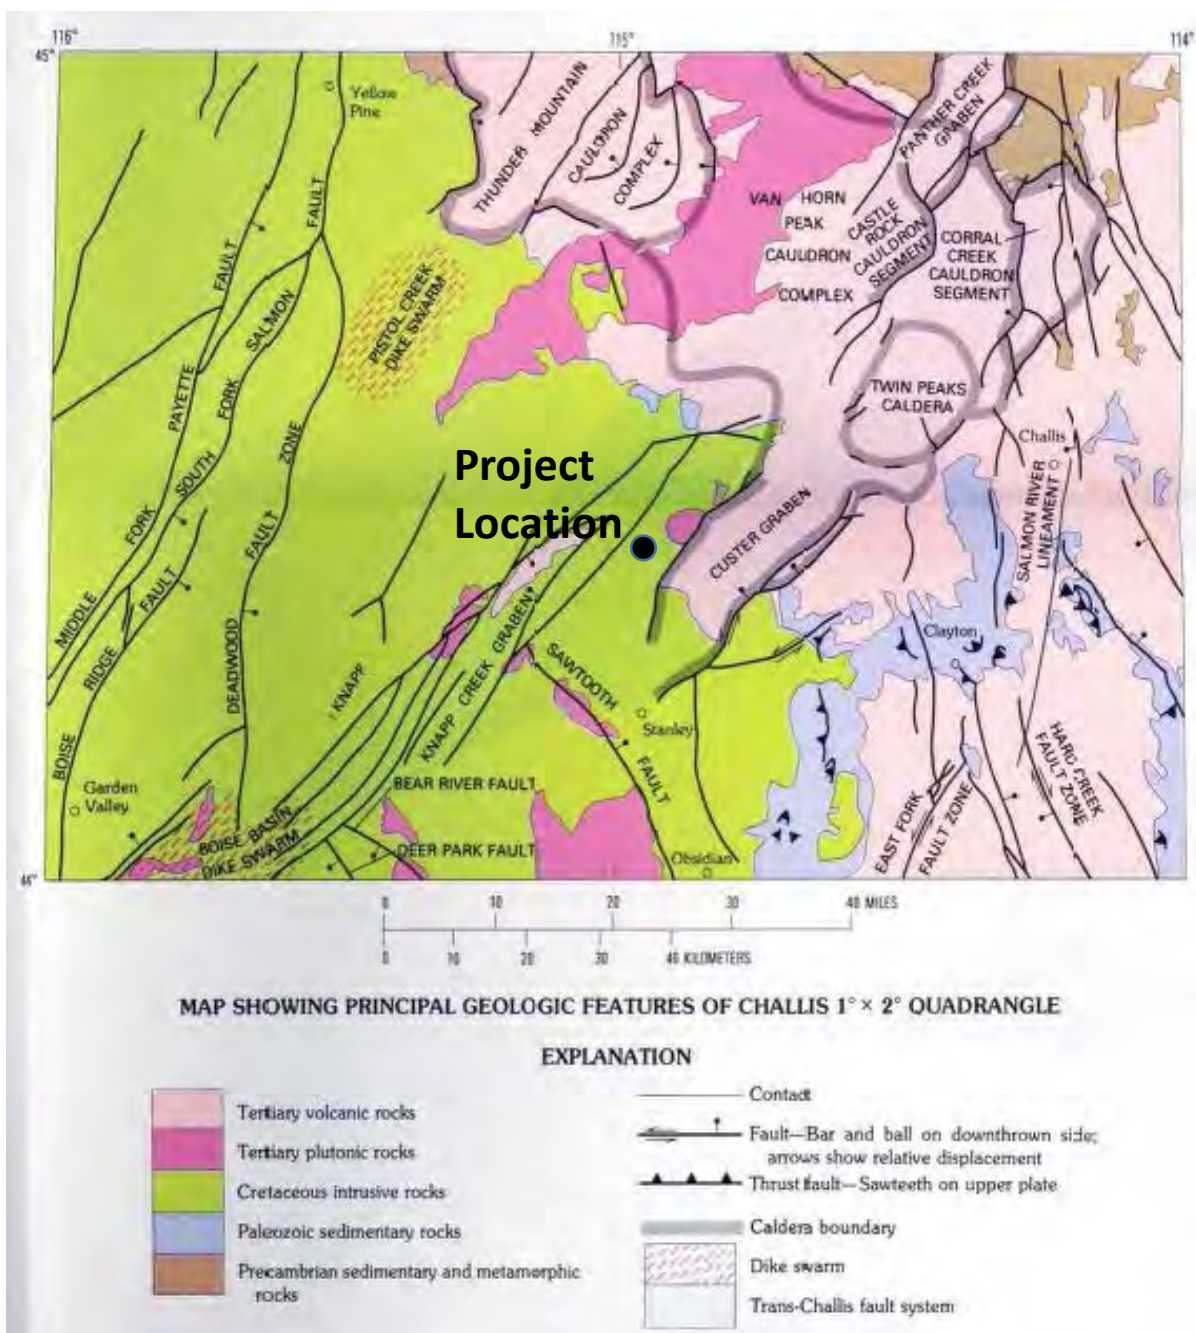 116°
115°
114°
45°
Yellow
Pine
THUNDER MOUNTAIN
CAULDRON
COMPLEX
PANTHER CREEK
GRABEN
VAN HORN
PEAK
CAULDRON
COMPLEX
CASTLE
ROCK
CAULDRON
SEGMENT
CORRAL
CREEK
CAULDRON
SEGMENT
PISTOL CREEK
DIKE SWARM
TWIN PEAKS
CALDERA
Challis
SALMON RIVER
LINEAMENT
Project
Location
CUSTER GRABEN
Clayton
MIDDLE FORK PAYETTE FAULT
SOUTH FORK SALMON FAULT
BOISE RIDGE FAULT
DEADWOOD FAULT ZONE
KNAPP
KNAPP CREEK GRABEN
SAWTOOTH FAULT
Stanley
Garden
Valley
BEAR RIVER FAULT
BOISE BASIN
DIKE SWARM
DEER PARK FAULT
Obsidian
EAST FORK
FAULT ZONE
FAULT ZONE
44°
0 10 20 30 40 MILES
0 10 20 30 40 KILOMETERS
MAP SHOWING PRINCIPAL GEOLOGIC FEATURES OF CHALLIS 1° × 2° QUADRANGLE
EXPLANATION
Tertiary volcanic rocks
Tertiary plutonic rocks
Cretaceous intrusive rocks
Paleozoic sedimentary rocks
Precambrian sedimentary and metamorphic
rocks
Contact
Fault—Bar and ball on downthrown side;
arrows show relative displacement
Thrust fault—Sawteeth on upper plate
Caldera boundary
Dike swarm
Trans-Challis fault system